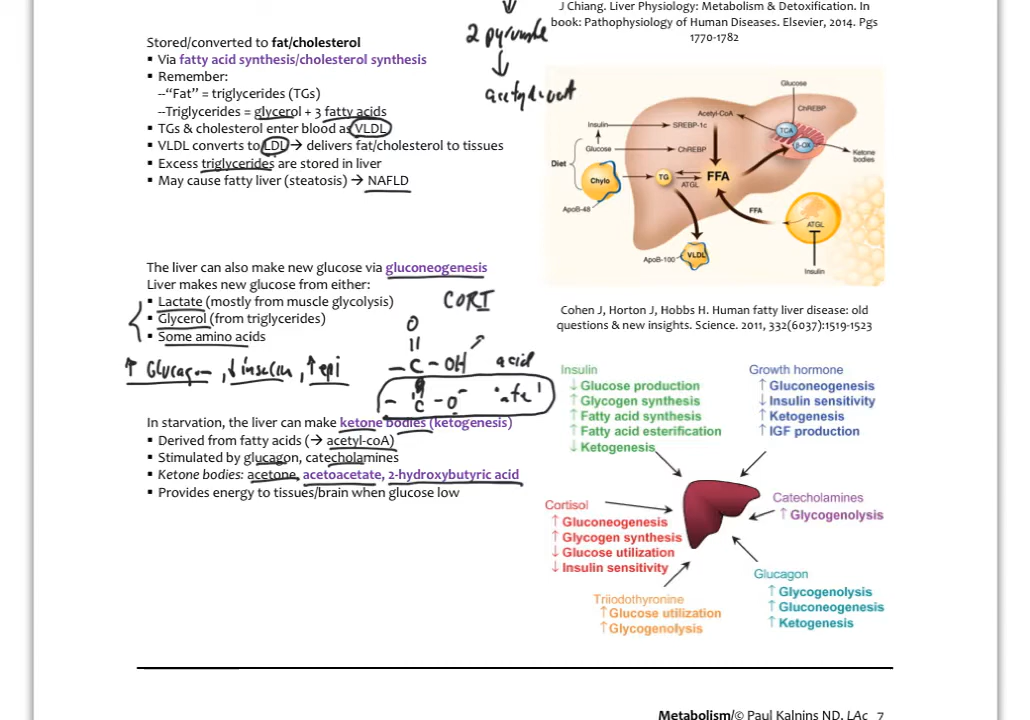 J Chiang. Liver Physiology: Metabolism & Detoxification. In
book: Pathophysiology of Human Diseases. Elsevier, 2014. Pgs
1770-1782
2 pyruvate
acetyl-coA
Stored/converted to fat/cholesterol
▪ Via fatty acid synthesis/cholesterol synthesis
▪ Remember:
--“Fat” = triglycerides (TGs)
--Triglycerides = glycerol + 3 fatty acids
▪ TGs & cholesterol enter blood as VLDL
▪ VLDL converts to LDL → delivers fat/cholesterol to tissues
▪ Excess triglycerides are stored in liver
▪ May cause fatty liver (steatosis) → NAFLD
Glucose
ChREBP
Acetyl-CoA
Insulin
SREBP-1c
TCA
β-OX
Glucose
ChREBP
Ketone
bodies
Diet
Chylo
TG
ATGL
FFA
ApoB-48
FFA
ATGL
ApoB-100
VLDL
Insulin
The liver can also make new glucose via gluconeogenesis
Liver makes new glucose from either:
▪ Lactate (mostly from muscle glycolysis)
▪ Glycerol (from triglycerides)
▪ Some amino acids
CORI
O
- C - OH acid
- C - O⁻ 'ate'
↑ Glucagon, ↓ insulin, ↑ epi
Cohen J, Horton J, Hobbs H. Human fatty liver disease: old
questions & new insights. Science. 2011, 332(6037):1519-1523
In starvation, the liver can make ketone bodies (ketogenesis)
▪ Derived from fatty acids (→ acetyl-coA)
▪ Stimulated by glucagon, catecholamines
▪ Ketone bodies: acetone, acetoacetate, 2-hydroxybutyric acid
▪ Provides energy to tissues/brain when glucose low
Insulin
↓ Glucose production
↑ Glycogen synthesis
↑ Fatty acid synthesis
↑ Fatty acid esterification
↓ Ketogenesis
Growth hormone
↑ Gluconeogenesis
↓ Insulin sensitivity
↑ Ketogenesis
↑ IGF production
Cortisol
↑ Gluconeogenesis
↑ Glycogen synthesis
↓ Glucose utilization
↓ Insulin sensitivity
Catecholamines
↑ Glycogenolysis
Triiodothyronine
↑ Glucose utilization
↑ Glycogenolysis
Glucagon
↑ Glycogenolysis
↑ Gluconeogenesis
↑ Ketogenesis
Metabolism/© Paul Kalnins ND, LAc 7